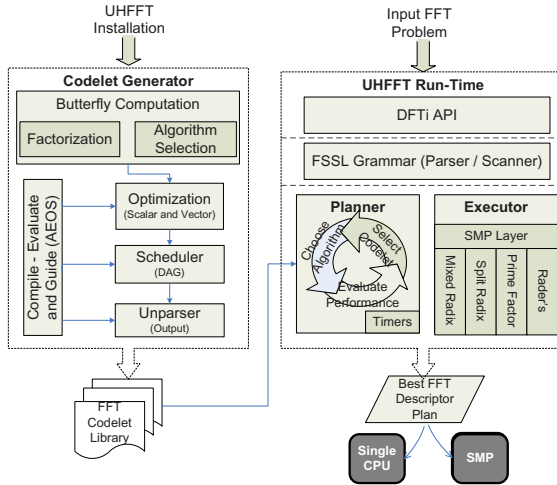 UHFFT
Installation
Input FFT
Problem
Codelet Generator
Butterfly Computation
Factorization
Algorithm
Selection
Compile - Evaluate
and Guide (AEOS)
Optimization
(Scalar and Vector)
Scheduler
(DAG)
Unparser
(Output)
FFT
Codelet
Library
UHFFT Run-Time
DFTi API
FSSL Grammar (Parser / Scanner)
Planner
Choose
Algorithm
Select
Codelet
Evaluate
Performance
Timers
Executor
SMP Layer
Mixed Radix
Split Radix
Prime Factor
Rader's
Best FFT
Descriptor
Plan
Single
CPU
SMP